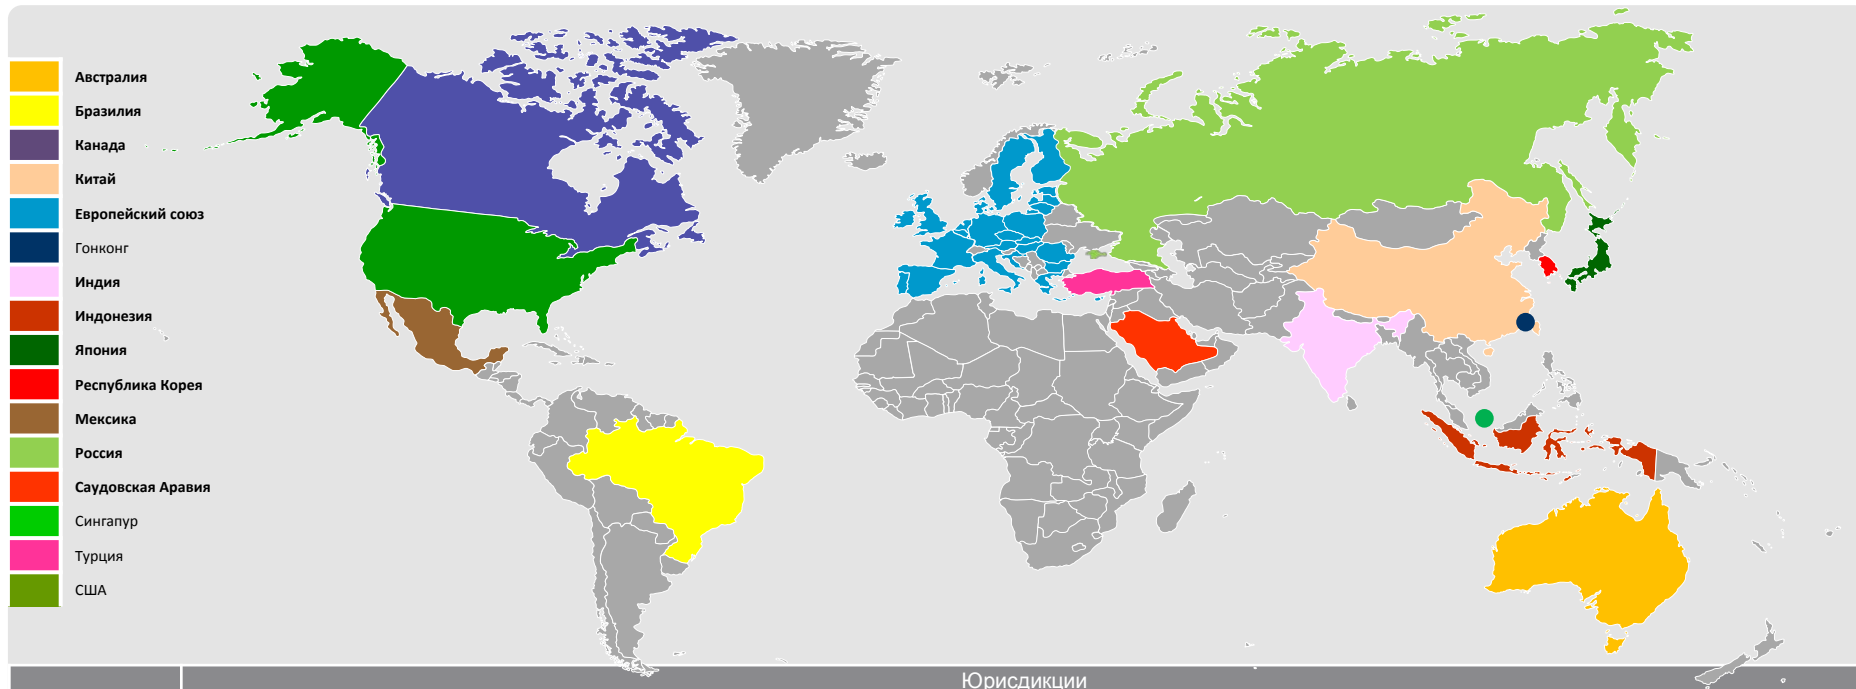 Австралия
Бразилия
Канада
Китай
Европейский союз
Гонконг
Индия
Индонезия
Япония
Республика Корея
Мексика
Россия
Саудовская Аравия
Сингапур
Турция
США
Юрисдикции